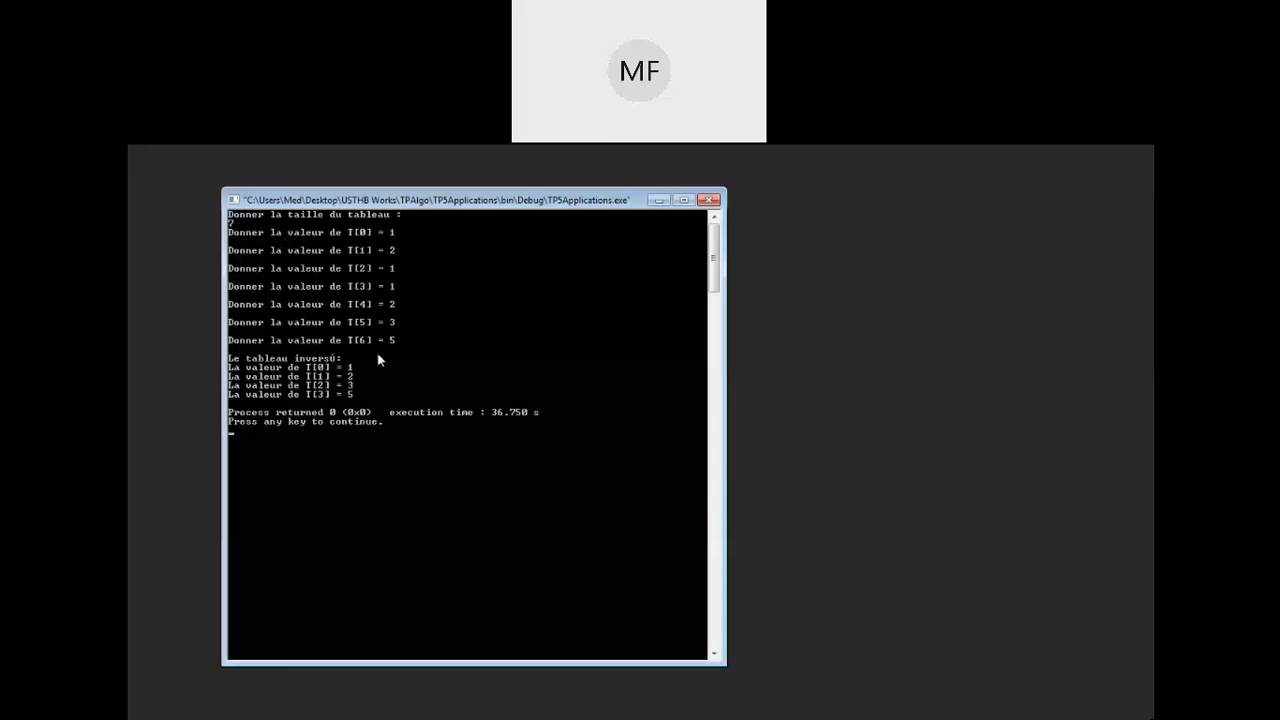 MF
"C:\Users\Med\Desktop\USTHB Works\TPAlgo\TP5Applications\bin\Debug\TP5Applications.exe"
Donner la taille du tableau :
7
Donner la valeur de T[0] = 1
Donner la valeur de T[1] = 2
Donner la valeur de T[2] = 1
Donner la valeur de T[3] = 1
Donner la valeur de T[4] = 2
Donner la valeur de T[5] = 3
Donner la valeur de T[6] = 5
Le tableau inversÚ:
La valeur de T[0] = 1
La valeur de T[1] = 2
La valeur de T[2] = 3
La valeur de T[3] = 5
Process returned 0 (0x0)   execution time : 36.750 s
Press any key to continue.